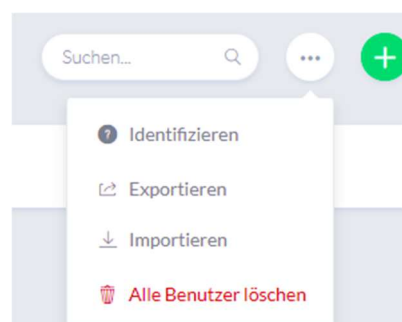 Suchen...
Identifizieren
Exportieren
Importieren
Alle Benutzer löschen